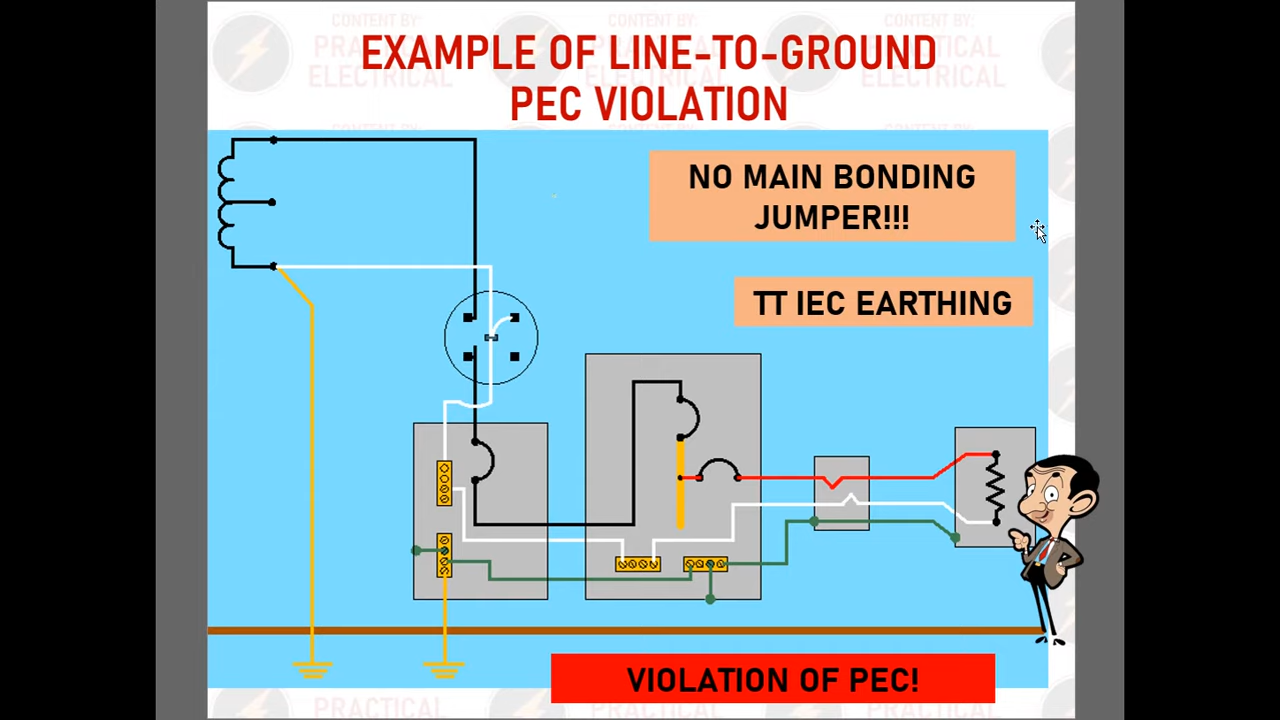 CONTENT BY:
PRACTICAL
ELECTRICAL
EXAMPLE OF LINE-TO-GROUND
PEC VIOLATION
NO MAIN BONDING
JUMPER!!!
TT IEC EARTHING
VIOLATION OF PEC!